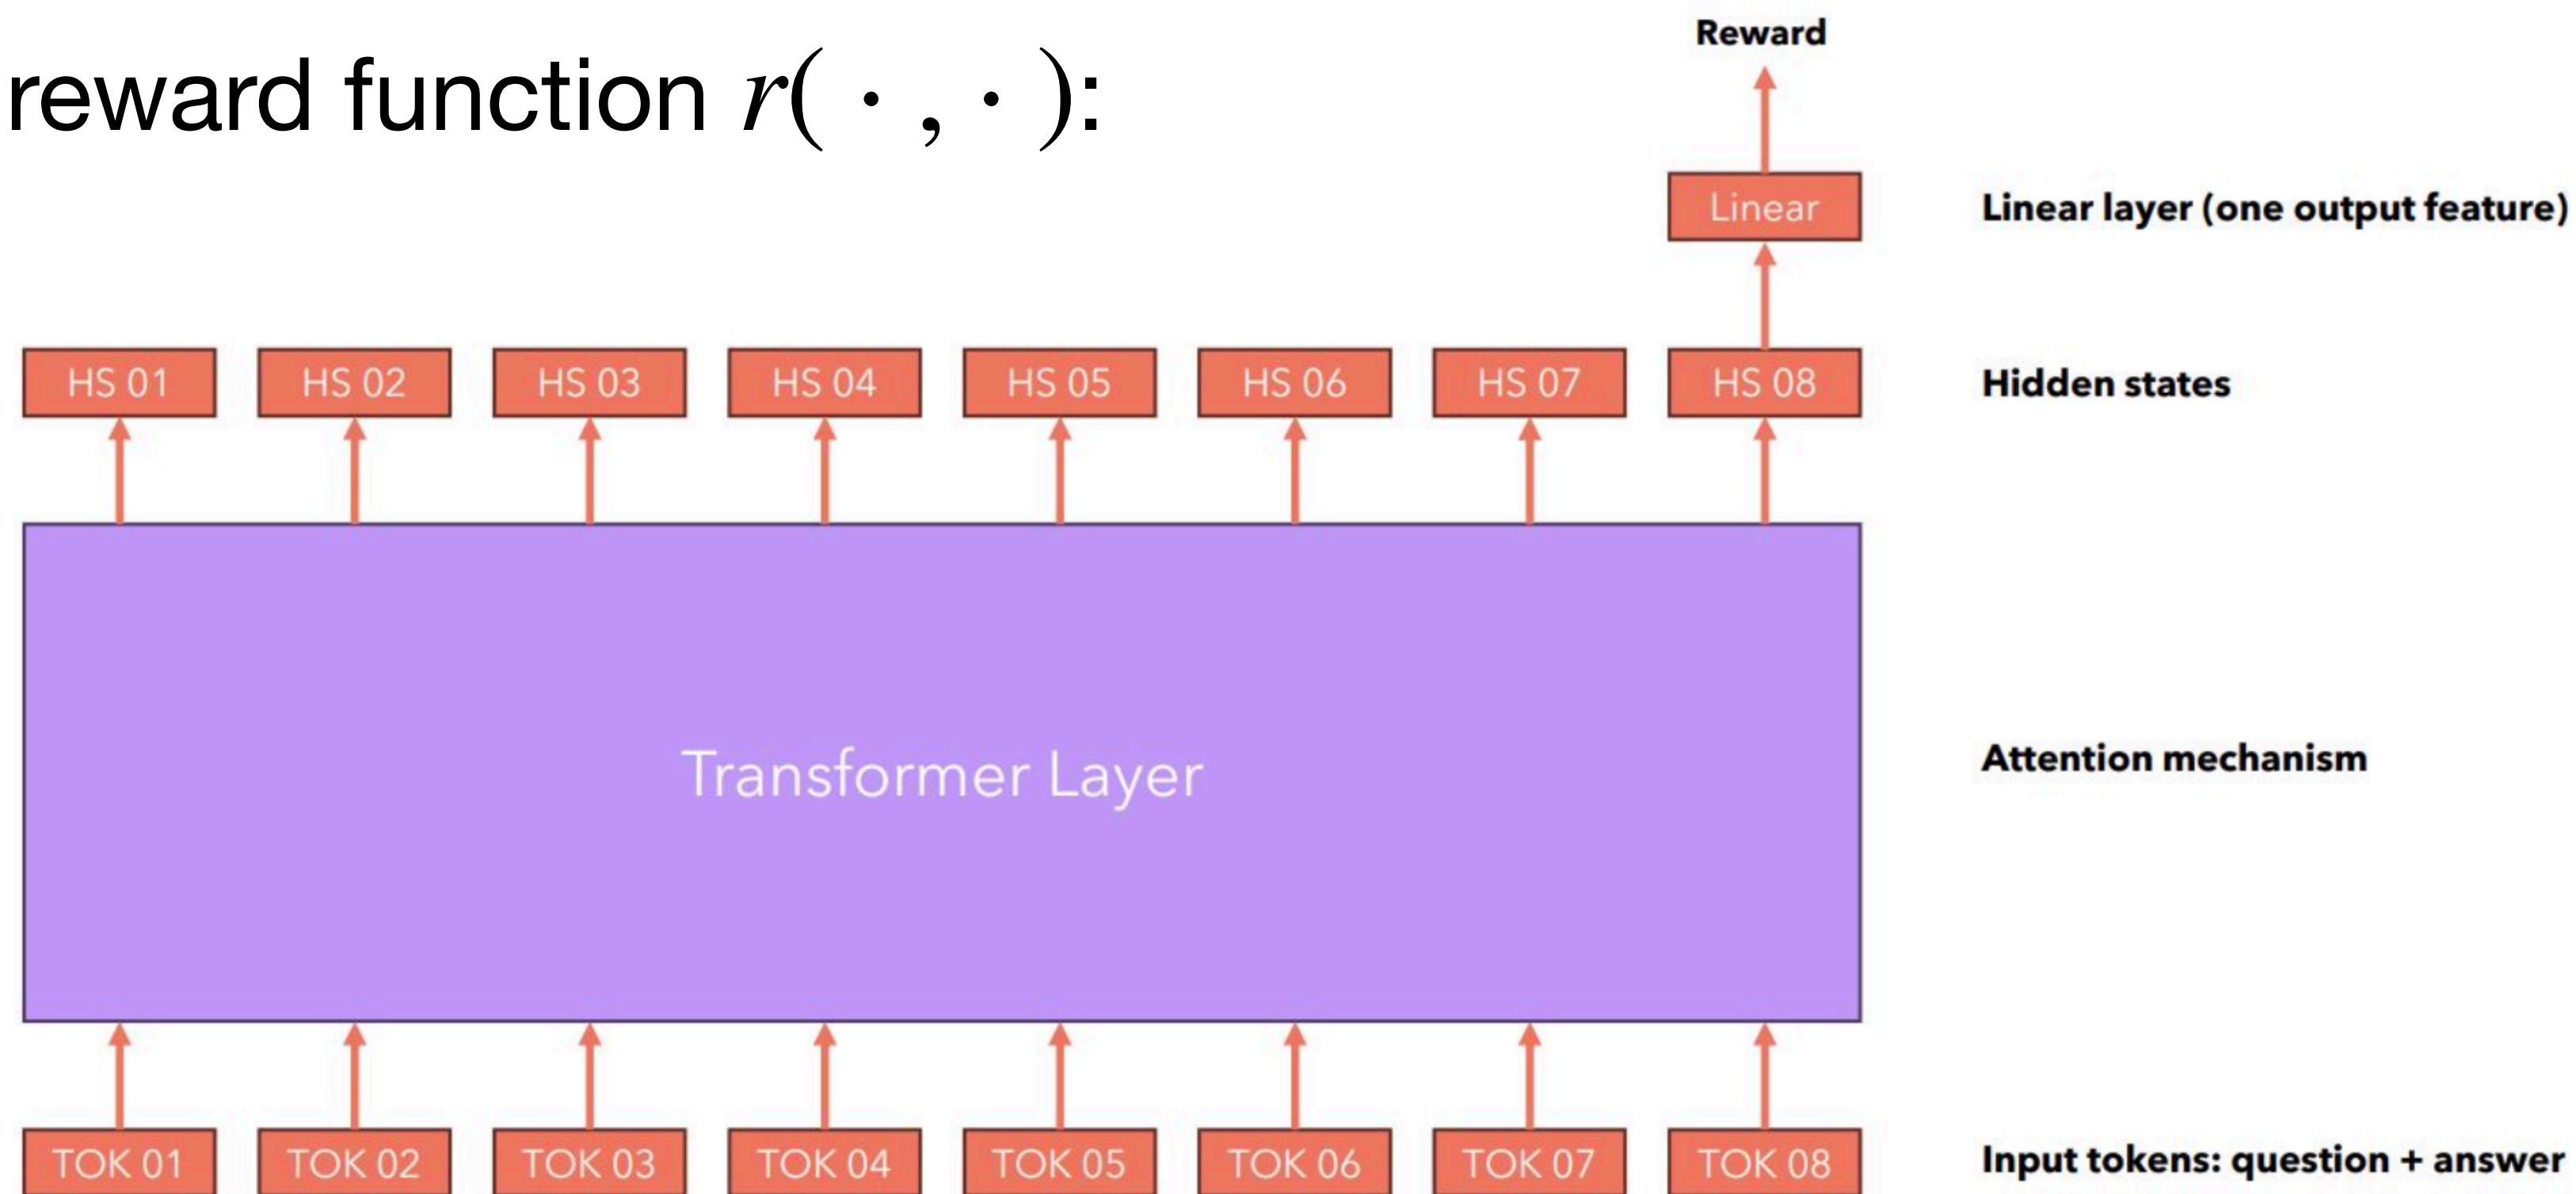 reward function r( · , · ):
Reward
Linear
Linear layer (one output feature)
HS 01 HS 02 HS 03 HS 04 HS 05 HS 06 HS 07 HS 08
Hidden states
Transformer Layer
Attention mechanism
TOK 01 TOK 02 TOK 03 TOK 04 TOK 05 TOK 06 TOK 07 TOK 08
Input tokens: question + answer